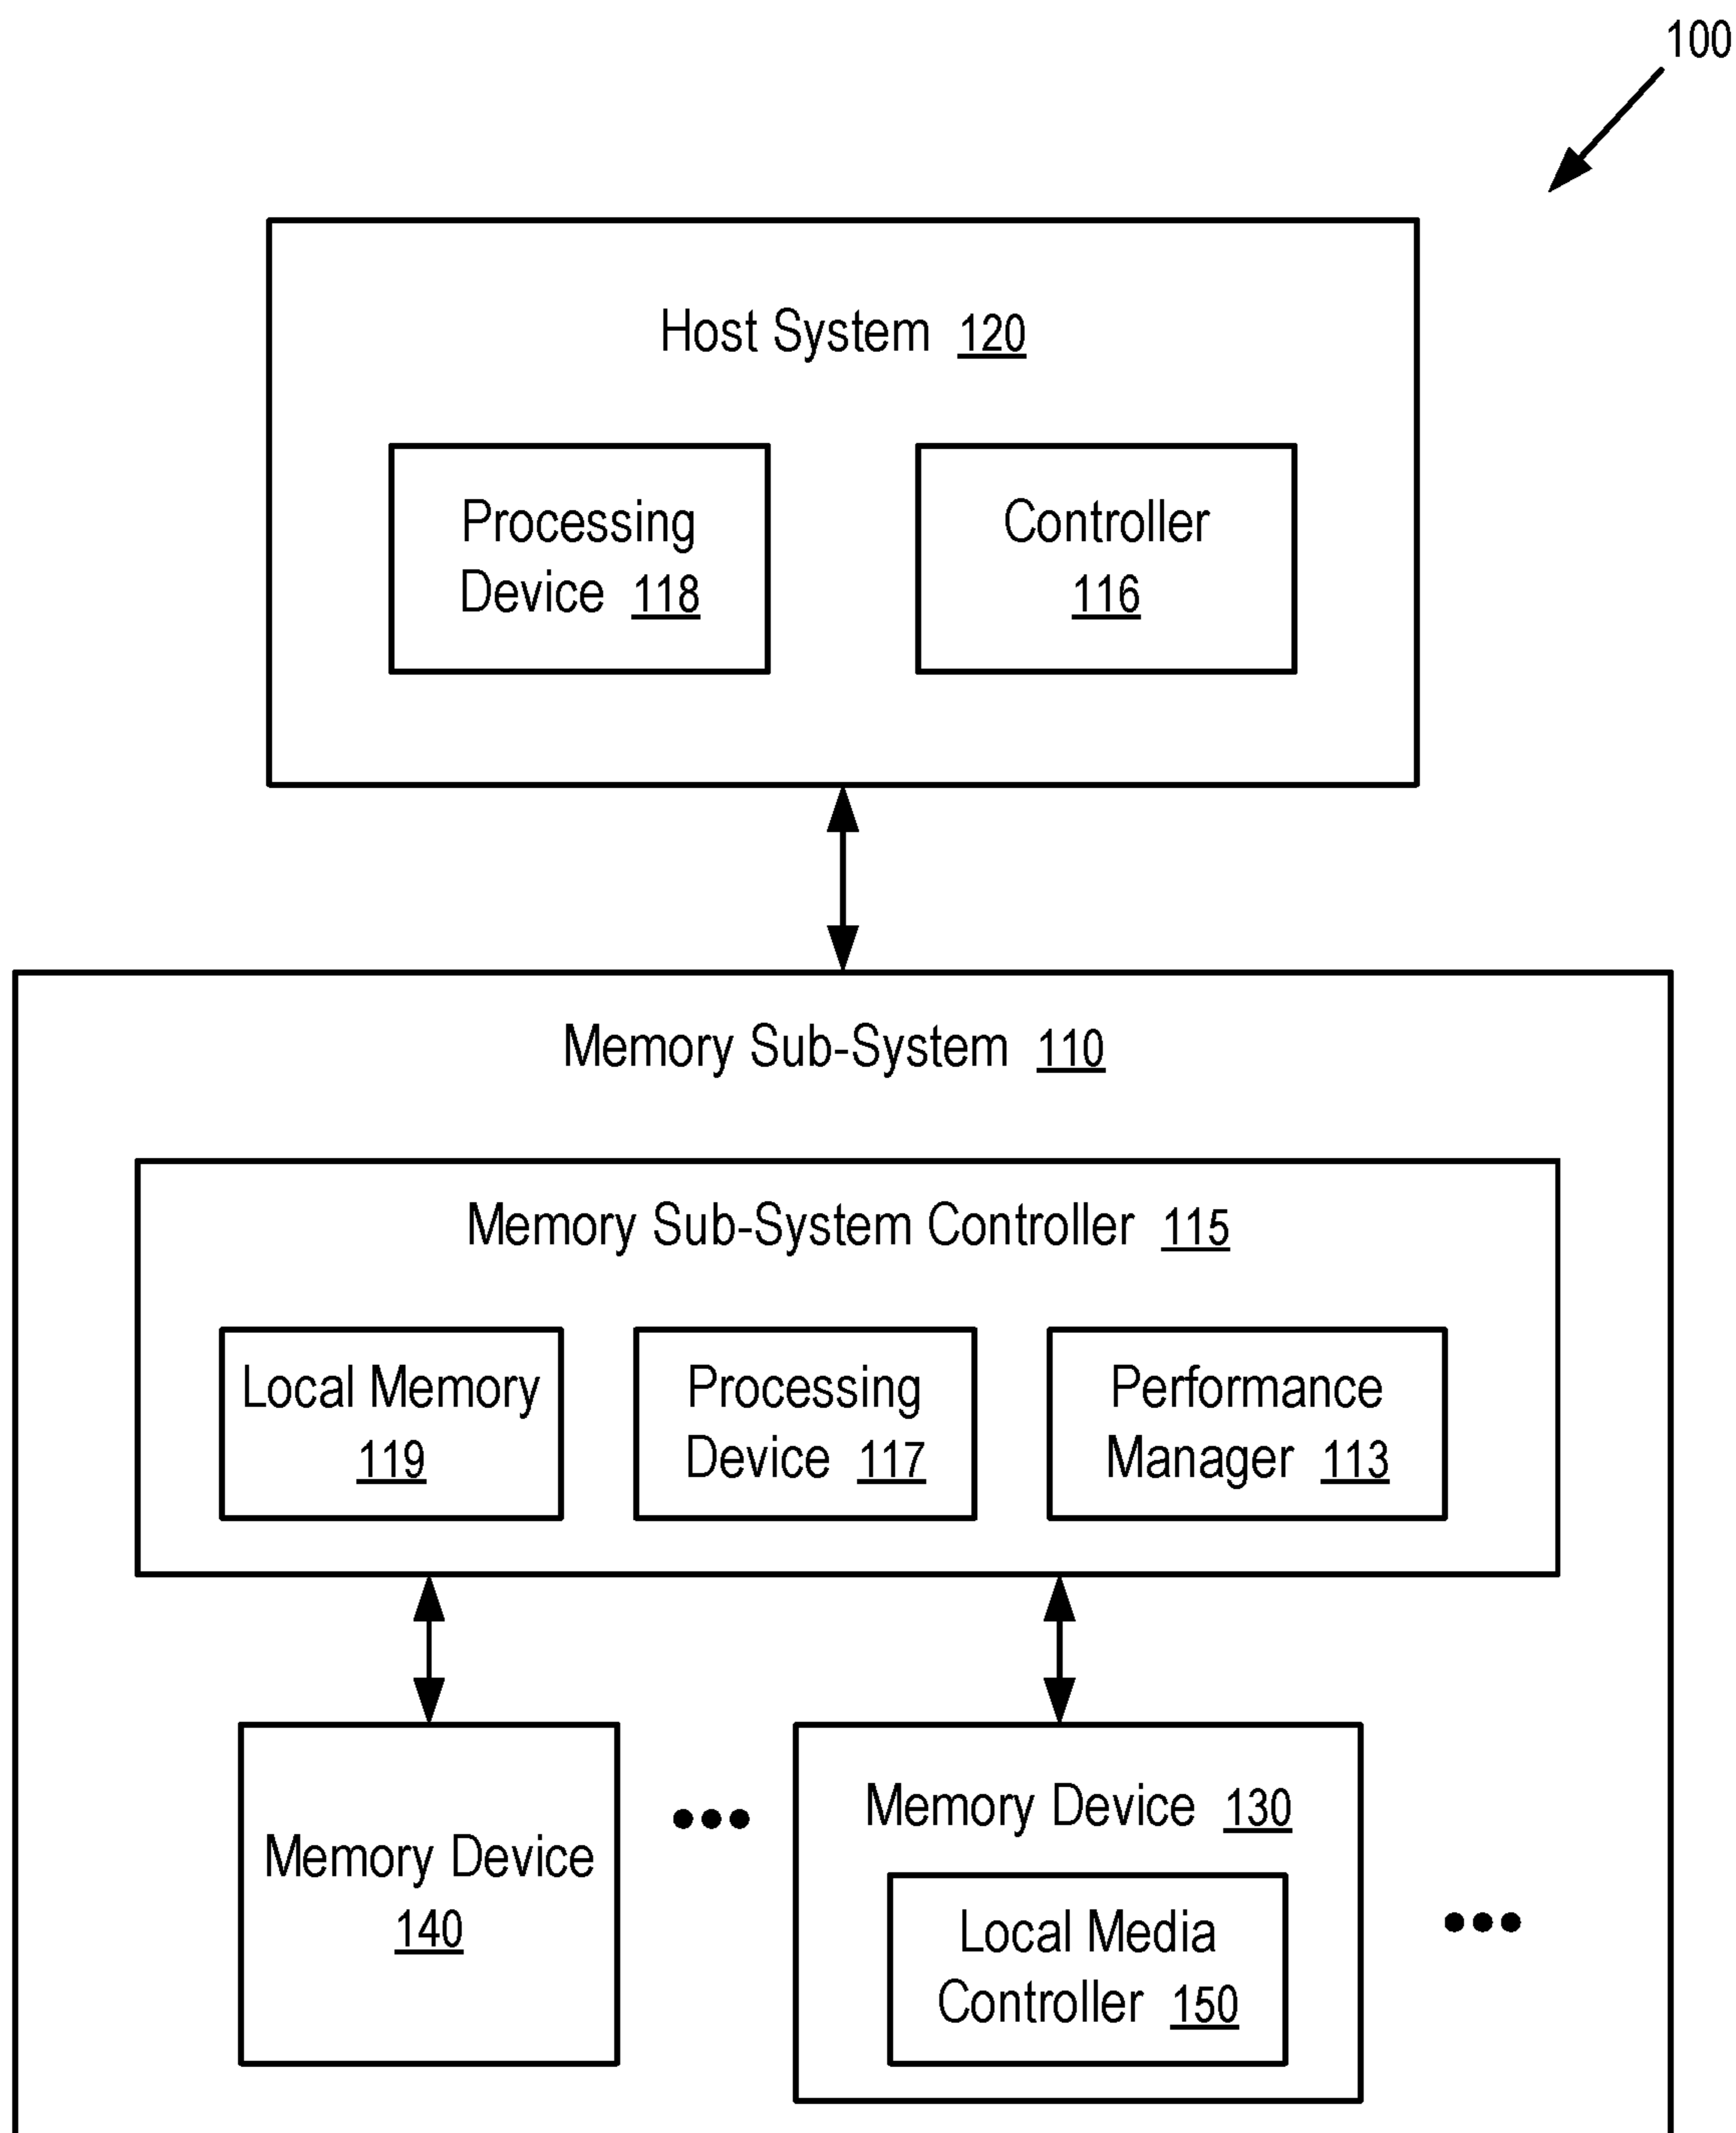 100
Host System 120
Processing
Device 118
Controller
116
Memory Sub-System 110
Memory Sub-System Controller 115
Local Memory
119
Processing
Device 117
Performance
Manager 113
Memory Device
140
Memory Device 130
Local Media
Controller 150